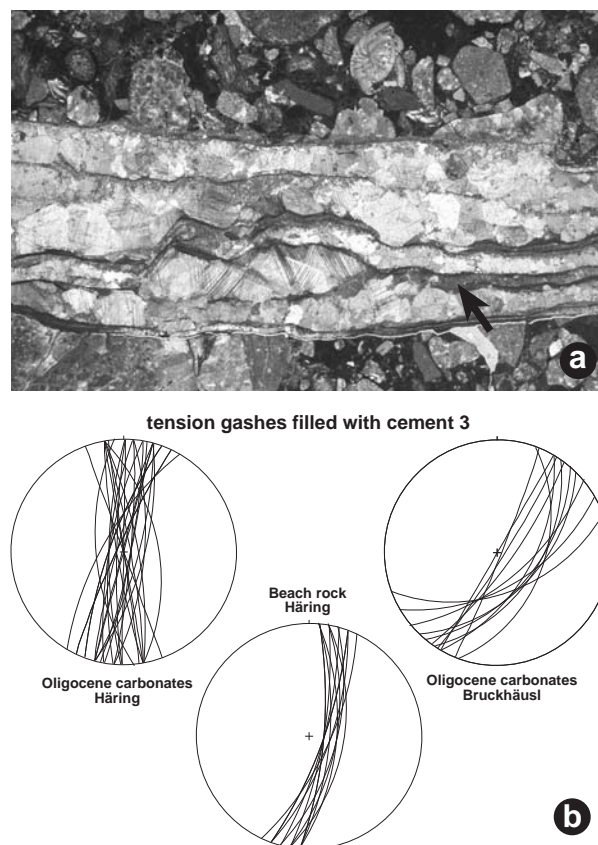 a
tension gashes filled with cement 3
Beach rock
Häring
Oligocene carbonates
Häring
Oligocene carbonates
Bruckhäusl
b